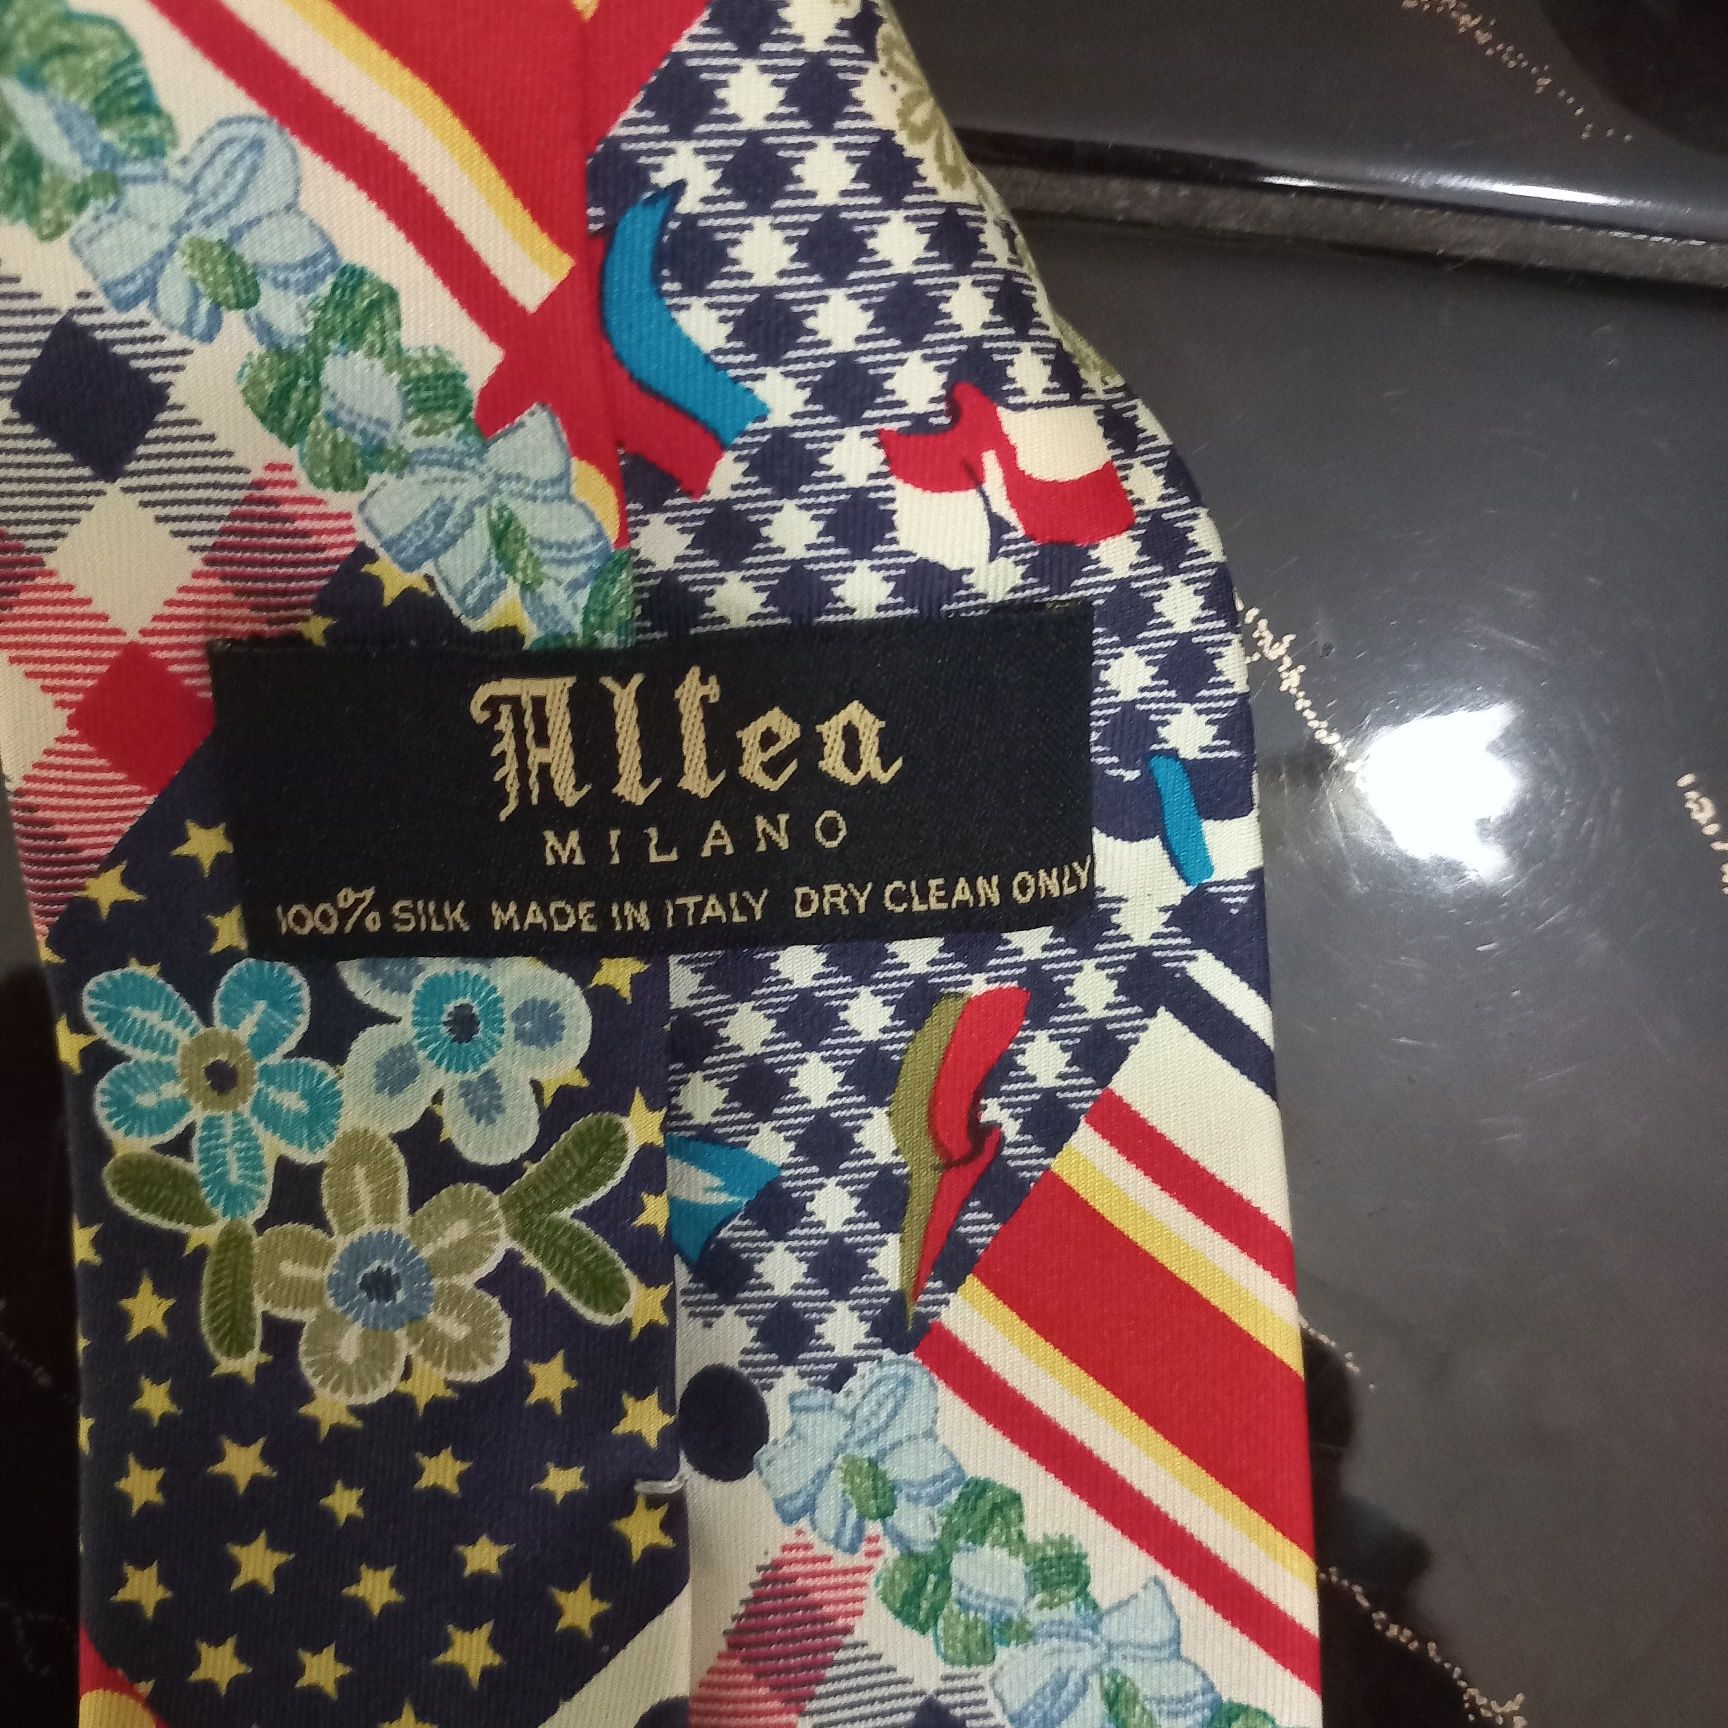 Altea
MILANO
100% SILK MADE IN ITALY DRY CLEAN ONLY